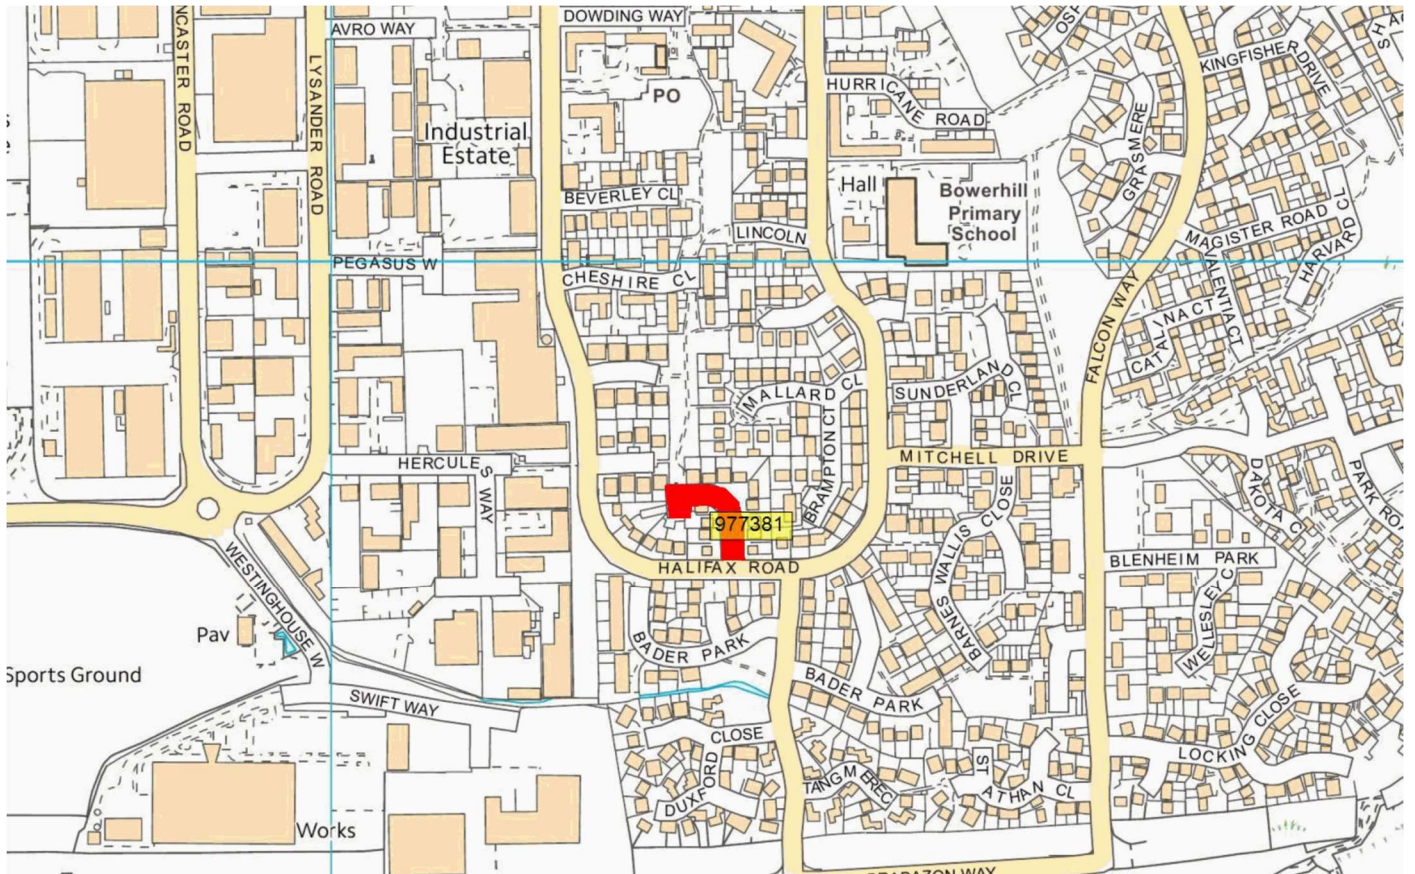 NCASTER ROAD
LYSANDER ROAD
AVRO WAY
DOWDING WAY
PO
Industrial
Estate
HURRICANE ROAD
KINGFISHER DRIVE
GRASMERE
BEVERLEY CL
Hall
Bowerhill
Primary
School
LINCOLN
PEGASUS W
CHESHIRE CL
MAGISTER ROAD
HARVARD CL
VALENTIA CT
CATALINA CT
FALCON WAY
MALLARD CL
SUNDERLAND CL
BRAMPTON CT
MITCHELL DRIVE
HERCULES WAY
977381
HALIFAX ROAD
BARNES WALLIS CLOSE
DAKOTA C
PARK RO
BLENHEIM PARK
WELLESLEY C
WESTINGHOUSE W
Pav
Sports Ground
BADER PARK
BADER PARK
SWIFT WAY
DUXFORD CLOSE
TANGMEREC
ST ATHAN CL
LOCKING CLOSE
Works